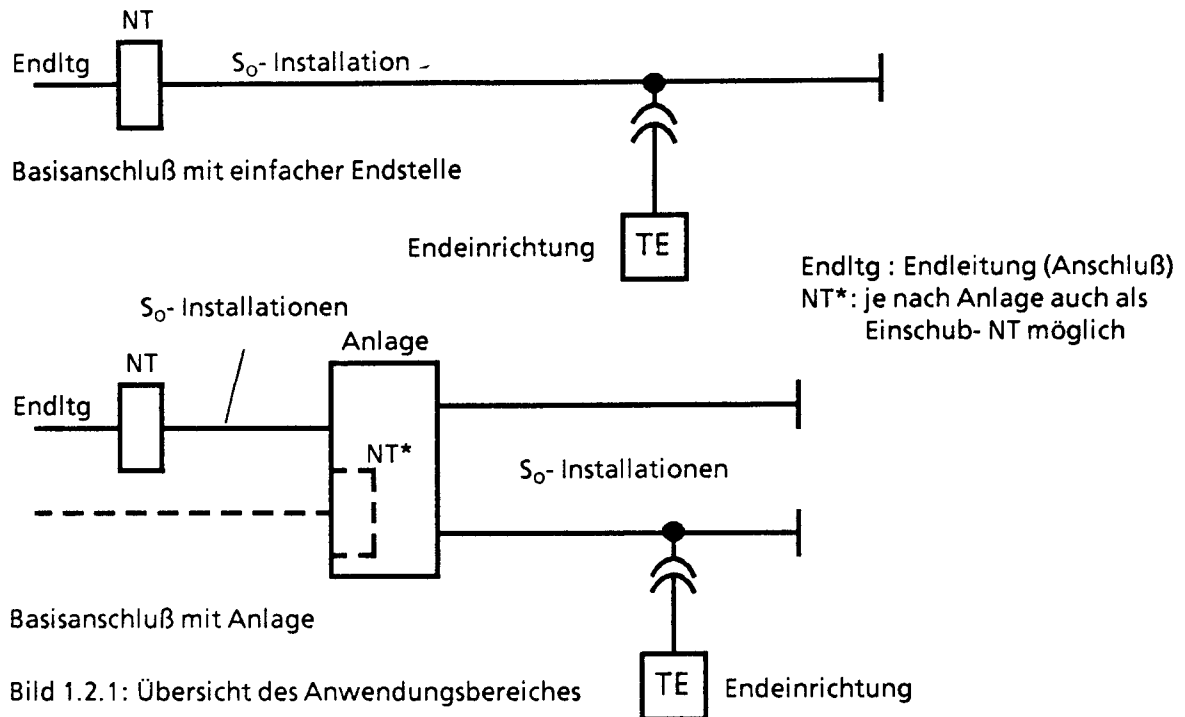 NT
Endltg
S₀- Installation
Basisanschluß mit einfacher Endstelle
Endeinrichtung
TE
Endltg : Endleitung (Anschluß)
NT*: je nach Anlage auch als
Einschub- NT möglich
S₀- Installationen
Anlage
NT
Endltg
NT*
S₀- Installationen
Basisanschluß mit Anlage
TE
Endeinrichtung
Bild 1.2.1: Übersicht des Anwendungsbereiches